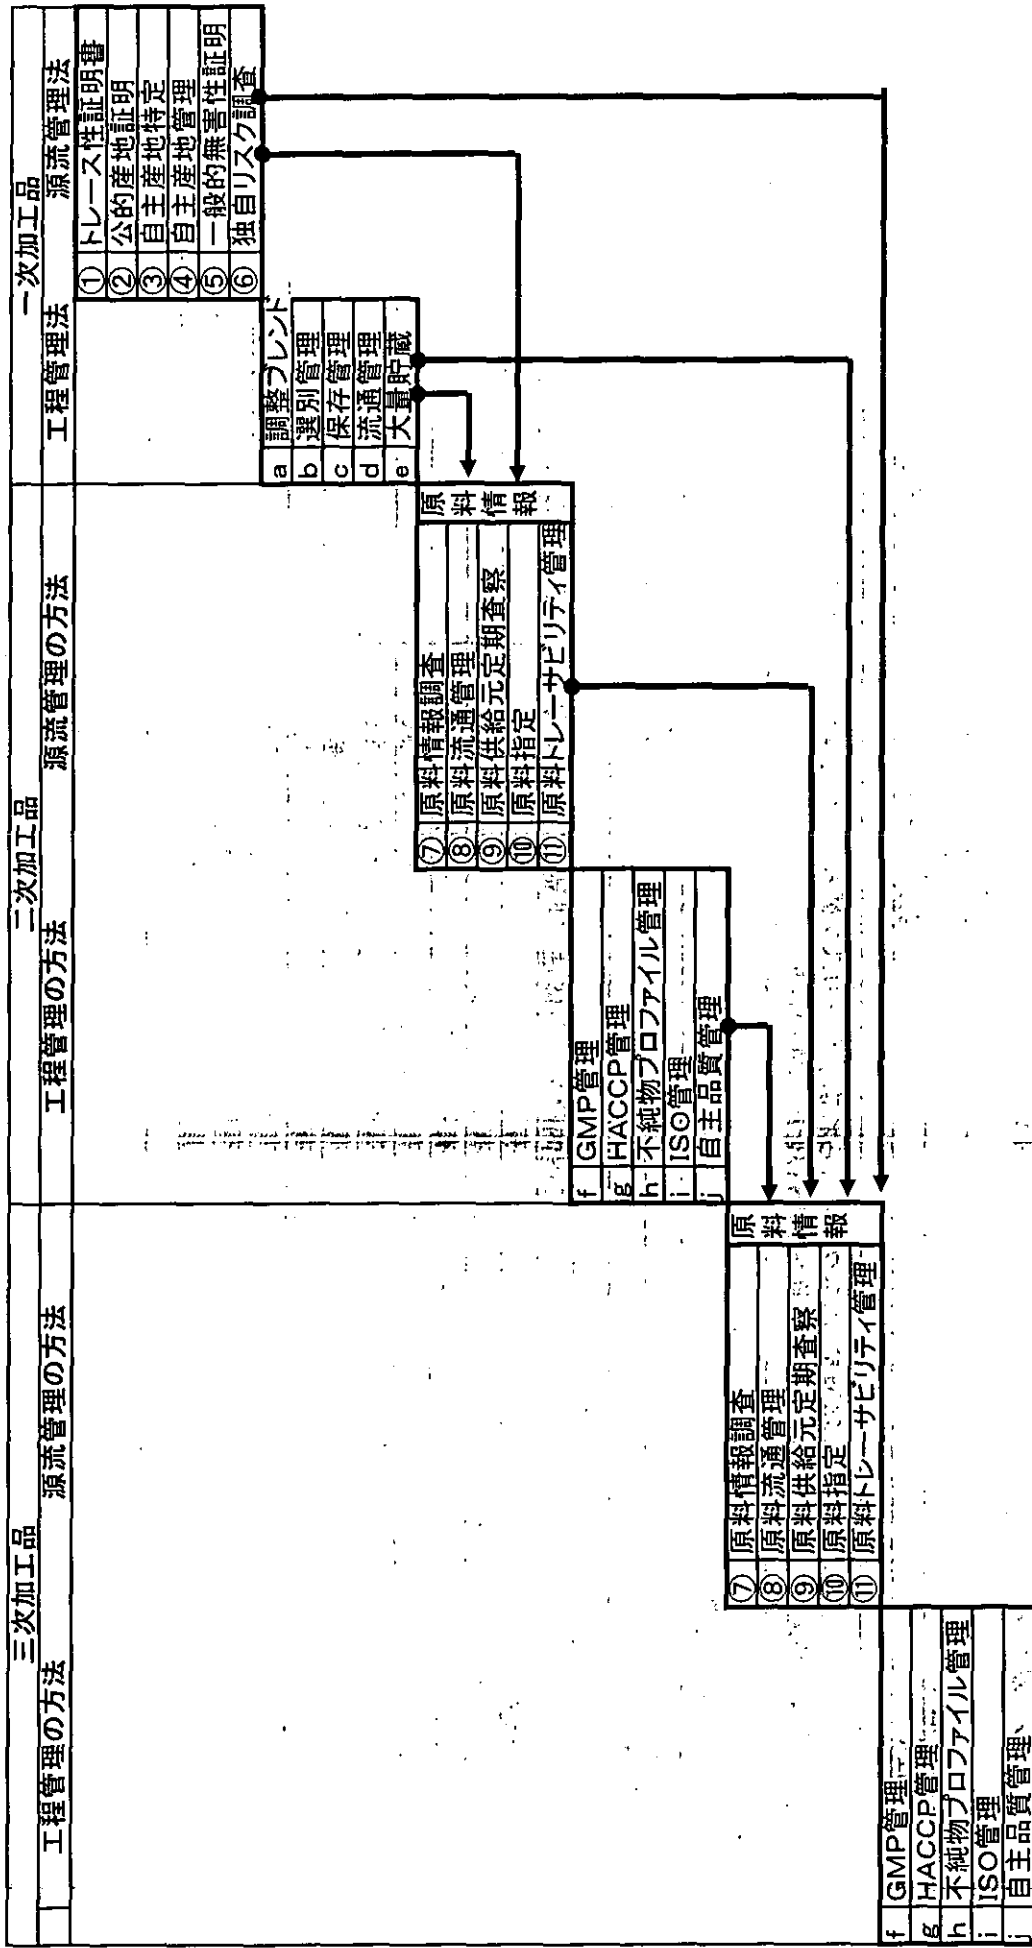 三次加工品 二次加工品 一次加工品
工程管理の方法 源流管理の方法 工程管理の方法 源流管理の方法 工程管理法 源流管理法
① トレース性証明書
② 公的産地証明
③ 自主産地特定
④ 自主産地管理
⑤ 一般的無害性証明
⑥ 独自リスク調査
a 調整ブレンド
b 選別管理
c 保存管理
d 流通管理
e 大量貯蔵
原料情報
⑦ 原料情報調査
⑧ 原料流通管理
⑨ 原料供給元定期査察
⑩ 原料指定
⑪ 原料トレーサビリティ管理
f GMP管理
g HACCP管理
h 不純物プロファイル管理
i ISO管理
j 自主品質管理
原料情報
⑦ 原料情報調査
⑧ 原料流通管理
⑨ 原料供給元定期査察
⑩ 原料指定
⑪ 原料トレーサビリティ管理
f GMP管理
g HACCP管理
h 不純物プロファイル管理
i ISO管理
j 自主品質管理